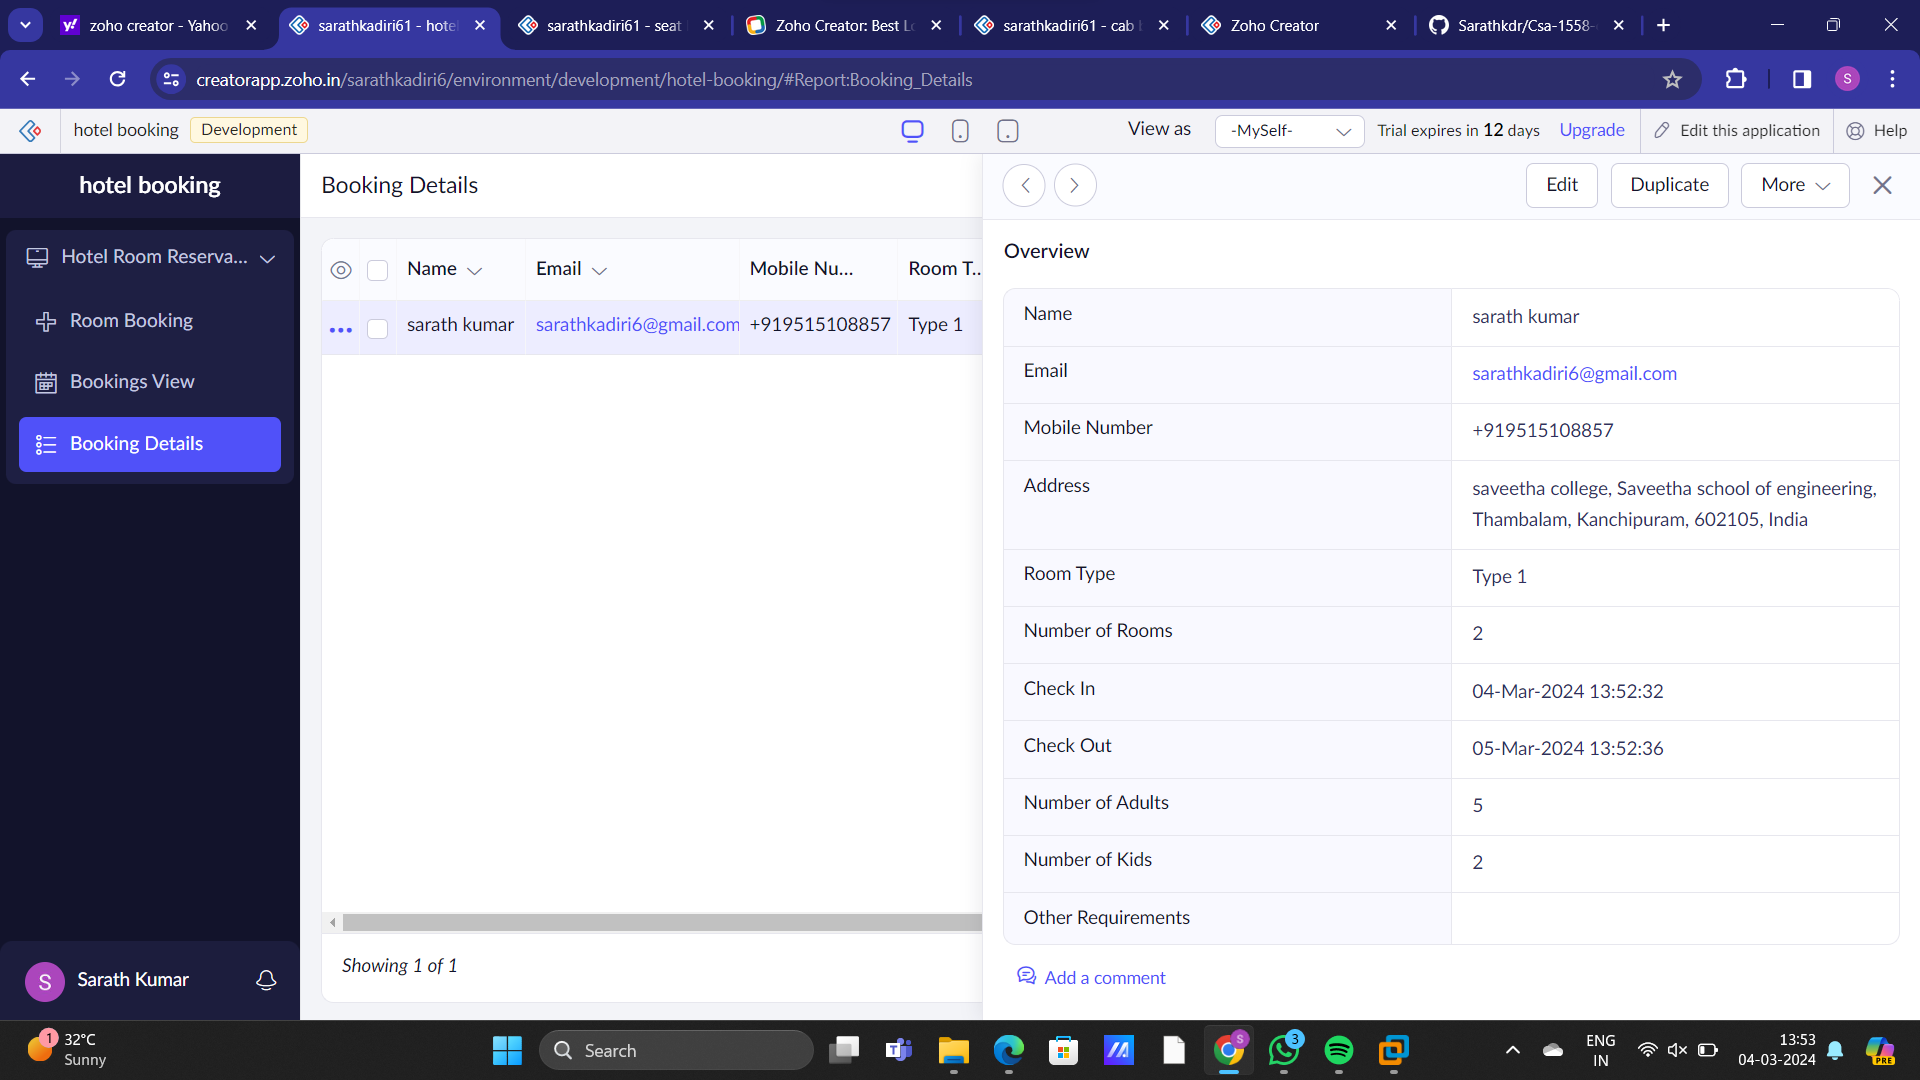 zoho creator - Yahoo
sarathkadiri61 - hotel
sarathkadiri61 - seat
Zoho Creator: Best Lo
sarathkadiri61 - cab b
Zoho Creator
Sarathkdr/Csa-1558-
creatorapp.zoho.in/sarathkadiri6/environment/development/hotel-booking/#Report:Booking_Details
S
hotel booking
Development
View as
-MySelf-
Trial expires in 12 days
Upgrade
Edit this application
Help
hotel booking
Hotel Room Reserva...
Room Booking
Bookings View
Booking Details
S
Sarath Kumar
Booking Details
Name
Email
Mobile Nu...
Room T...
sarath kumar
sarathkadiri6@gmail.com
+919515108857
Type 1
Showing 1 of 1
Edit
Duplicate
More
Overview
Name
sarath kumar
Email
sarathkadiri6@gmail.com
Mobile Number
+919515108857
Address
saveetha college, Saveetha school of engineering,
Thambalam, Kanchipuram, 602105, India
Room Type
Type 1
Number of Rooms
2
Check In
04-Mar-2024 13:52:32
Check Out
05-Mar-2024 13:52:36
Number of Adults
5
Number of Kids
2
Other Requirements
Add a comment
1
32°C
Sunny
Search
S
3
ENG
IN
13:53
04-03-2024
PRE